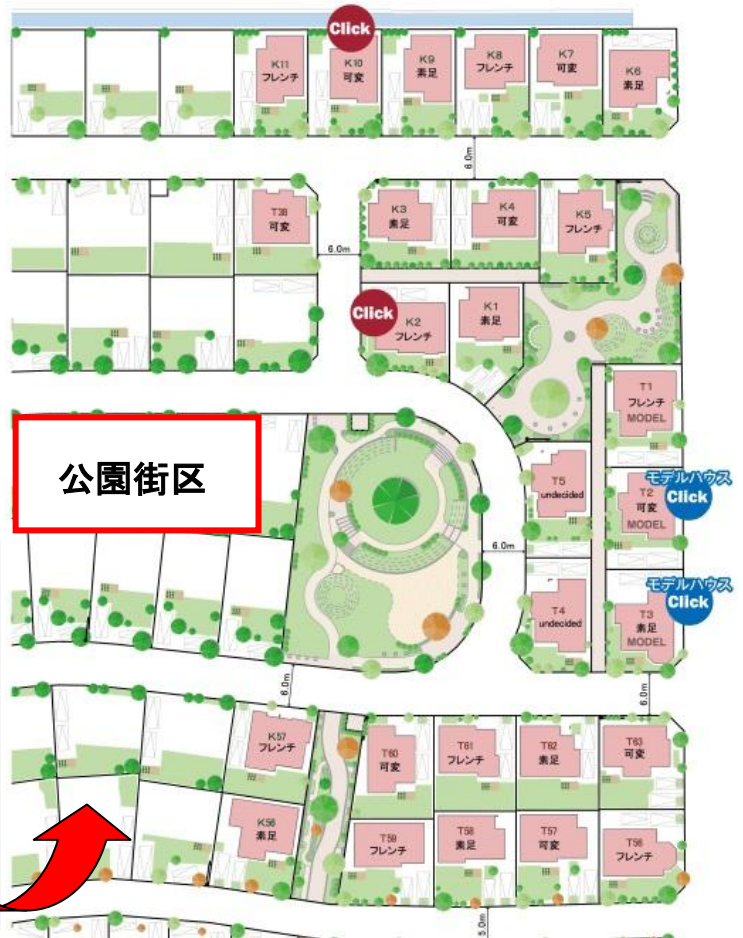 Click
K11
フレンチ
K10
可変
K9
素足
K8
フレンチ
K7
可変
K6
素足
6.0m
T38
可変
6.0m
K3
素足
K4
可変
K5
フレンチ
Click
K2
フレンチ
K1
素足
T1
フレンチ
MODEL
公園街区
T5
undecided
モデルハウス
Click
T2
可変
MODEL
6.0m
T4
undecided
モデルハウス
Click
T3
素足
MODEL
6.0m
6.0m
K57
フレンチ
T60
可変
T61
フレンチ
T62
素足
T63
可変
K56
素足
T59
フレンチ
T58
素足
T57
可変
T56
フレンチ
5.0m